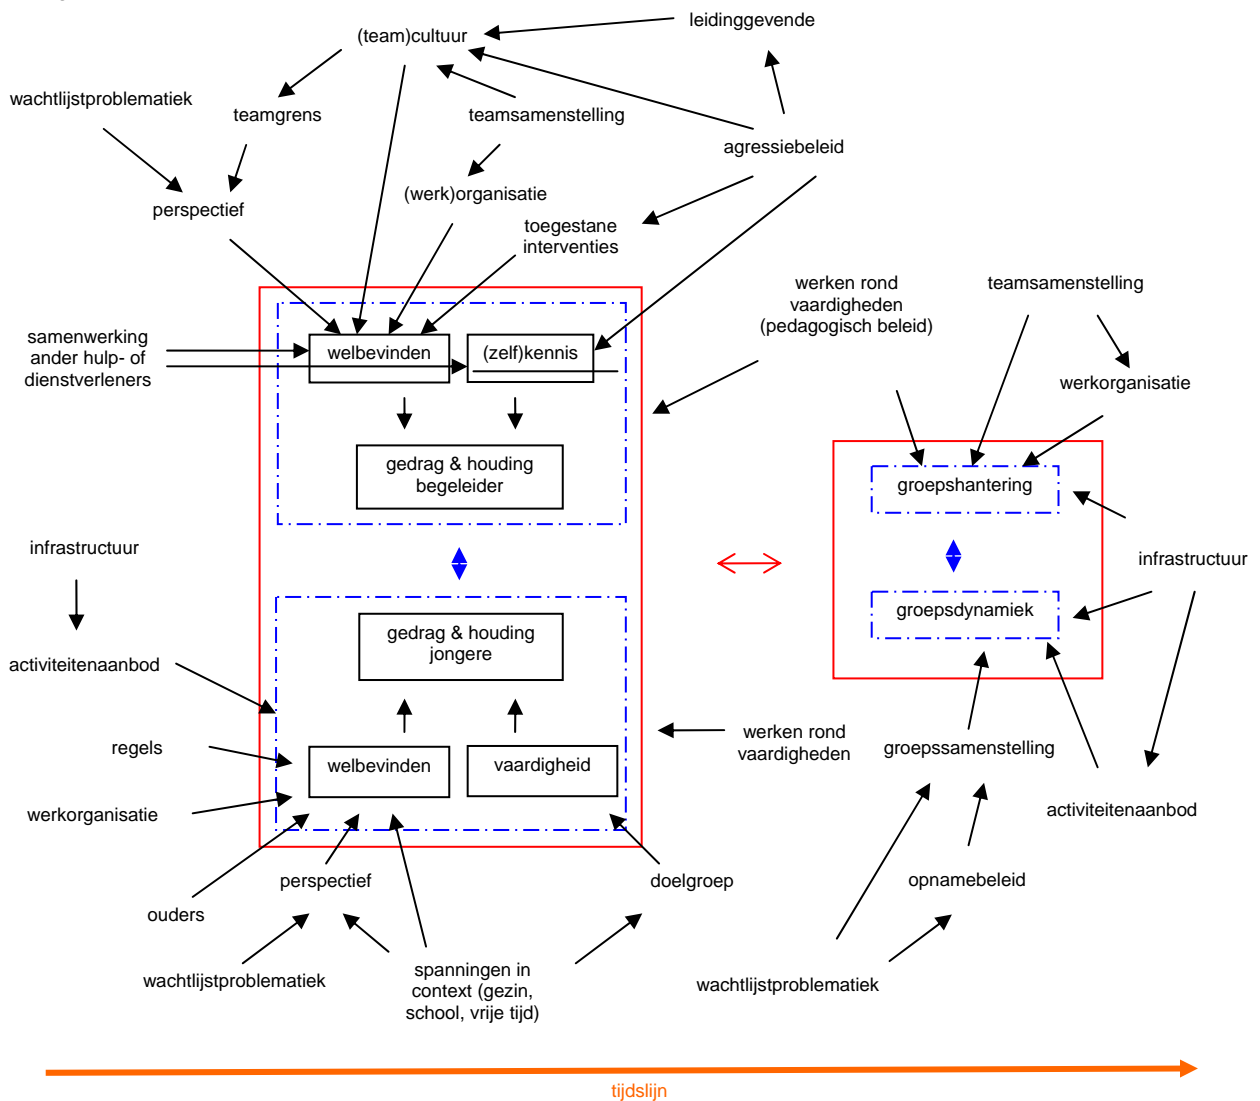 leidinggevende
(team)cultuur
wachtlijstproblematiek
teamgrens
teamsamenstelling
agressiebeleid
(werk)organisatie
perspectief
toegestane
interventies
werken rond
vaardigheden
(pedagogisch beleid)
teamsamenstelling
samenwerking
ander hulp- of
dienstverleners
welbevinden
(zelf)kennis
werkorganisatie
gedrag & houding
begeleider
groepshantering
infrastructuur
infrastructuur
gedrag & houding
jongere
groepsdynamiek
activiteitenaanbod
regels
welbevinden
vaardigheid
werken rond
vaardigheden
groepssamenstelling
werkorganisatie
activiteitenaanbod
perspectief
doelgroep
opnamebeleid
ouders
wachtlijstproblematiek
spanningen in
context (gezin,
school, vrije tijd)
wachtlijstproblematiek
tijdslijn